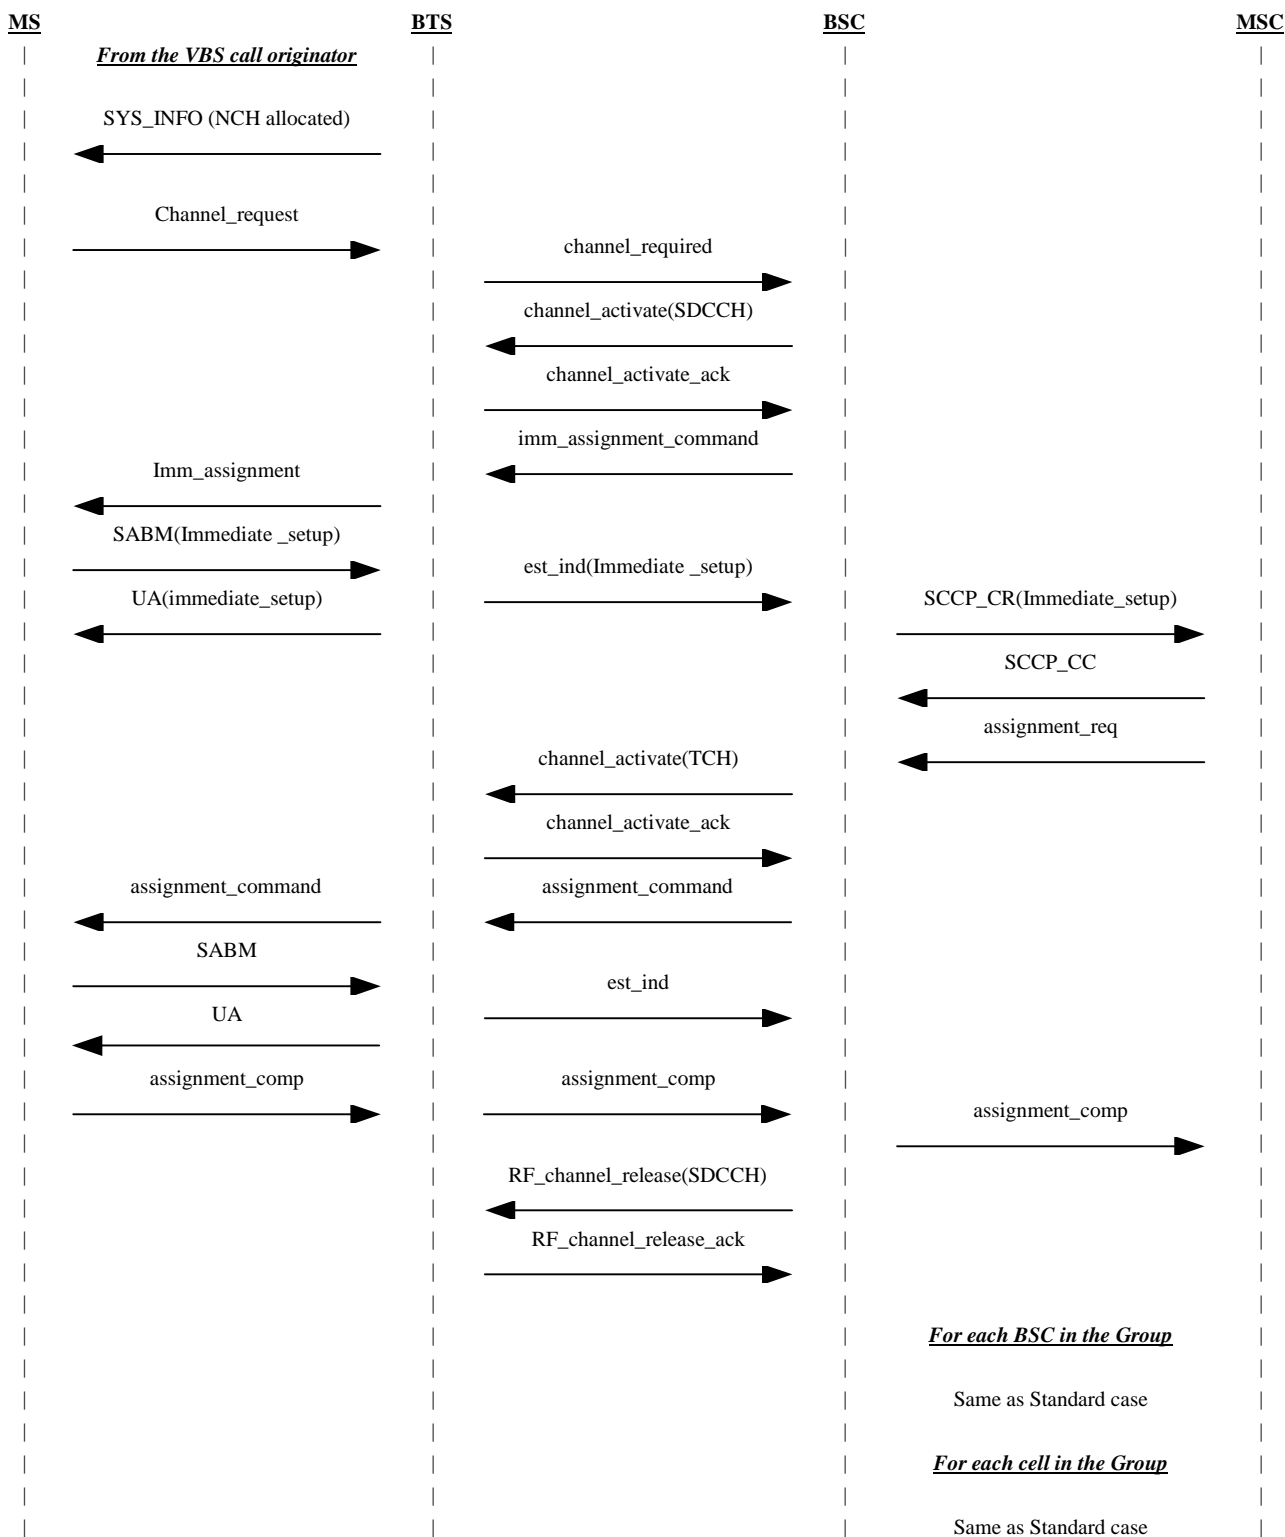 MS BTS BSC MSC
From the VBS call originator
SYS_INFO (NCH allocated)
Channel_request
channel_required
channel_activate(SDCCH)
channel_activate_ack
imm_assignment_command
Imm_assignment
SABM(Immediate _setup)
est_ind(Immediate _setup)
UA(immediate_setup)
SCCP_CR(Immediate_setup)
SCCP_CC
assignment_req
channel_activate(TCH)
channel_activate_ack
assignment_command assignment_command
SABM
est_ind
UA
assignment_comp assignment_comp
assignment_comp
RF_channel_release(SDCCH)
RF_channel_release_ack
For each BSC in the Group
Same as Standard case
For each cell in the Group
Same as Standard case